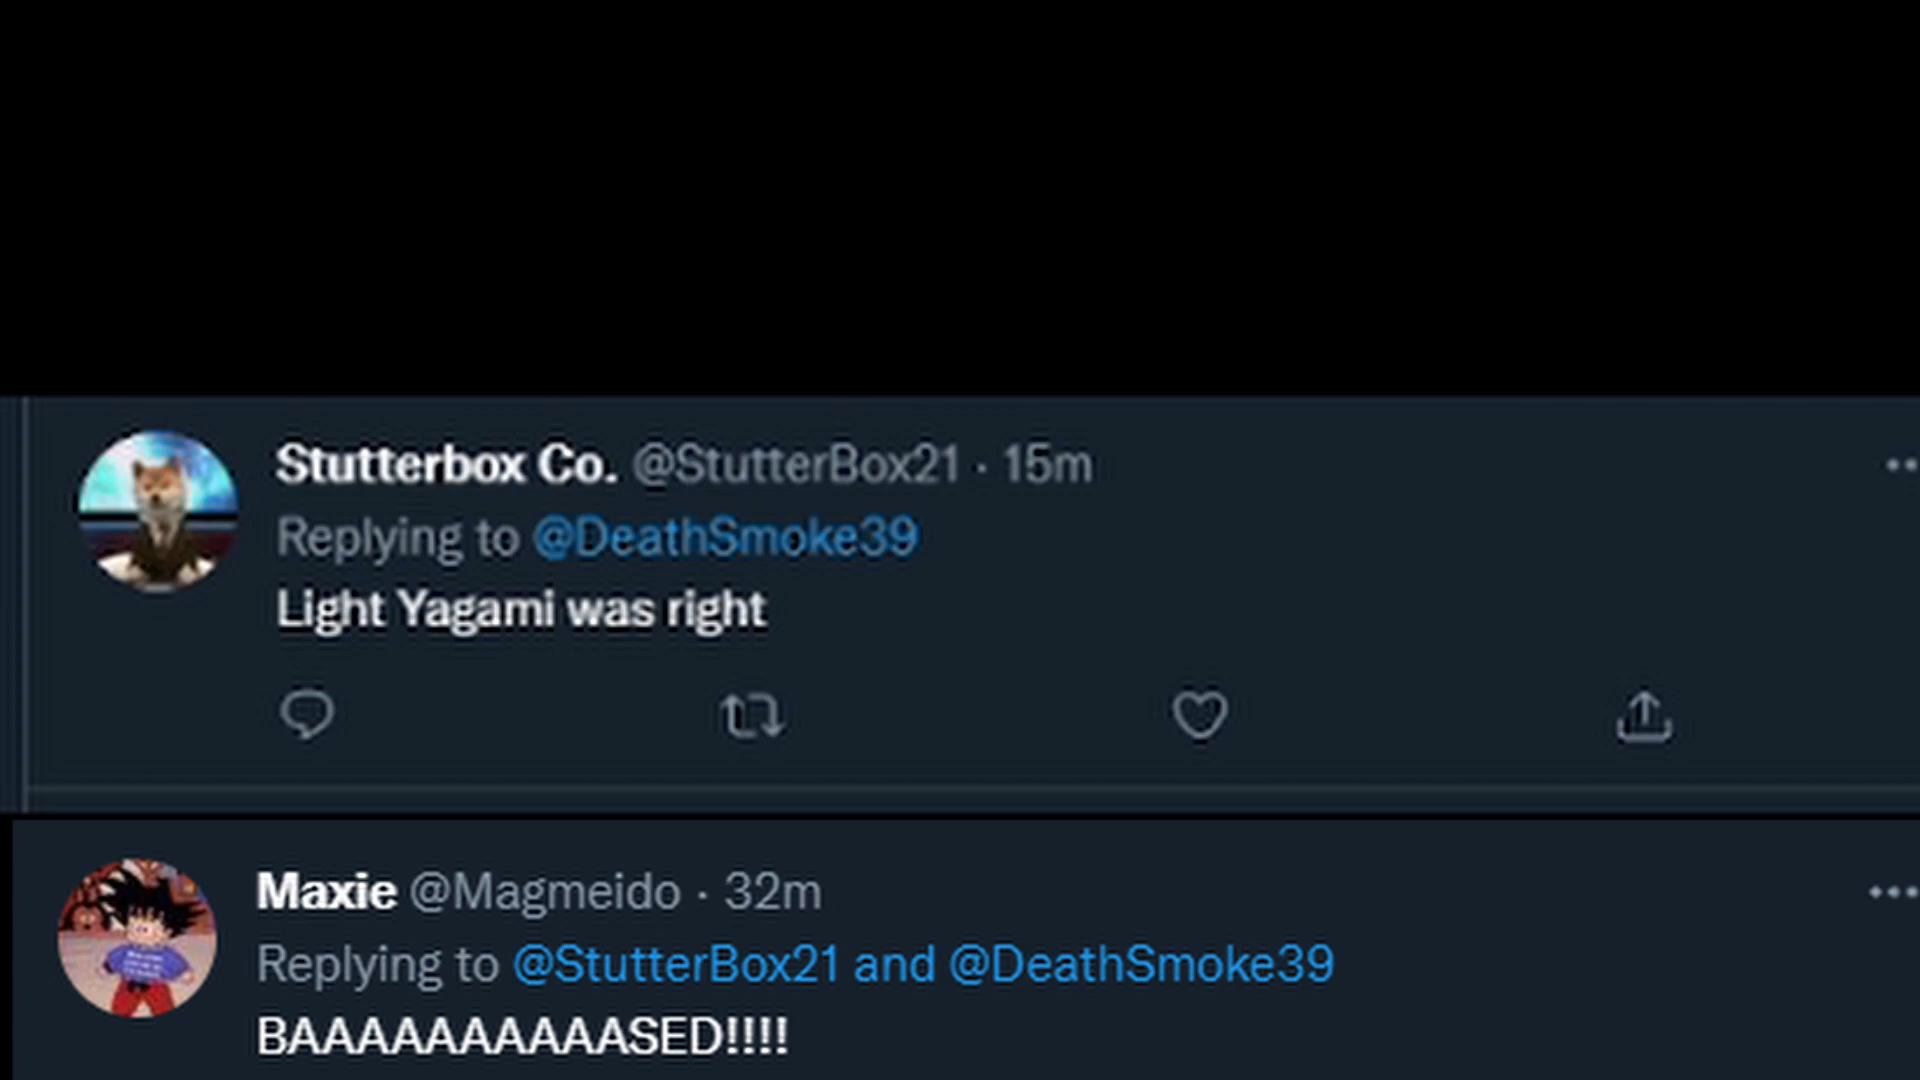 Stutterbox Co. @StutterBox21 · 15m
Replying to @DeathSmoke39
Light Yagami was right
Maxie @Magmeido · 32m
Replying to @StutterBox21 and @DeathSmoke39
BAAAAAAAAAASED!!!!